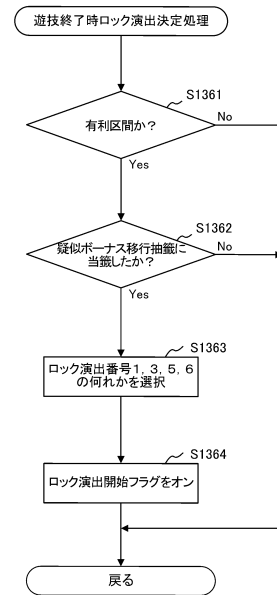 遊技終了時ロック演出決定処理
S1361
有利区間か？
No
Yes
S1362
疑似ボーナス移行抽籤に
当籤したか？
No
Yes
S1363
ロック演出番号1，3，5，6
の何れかを選択
S1364
ロック演出開始フラグをオン
戻る